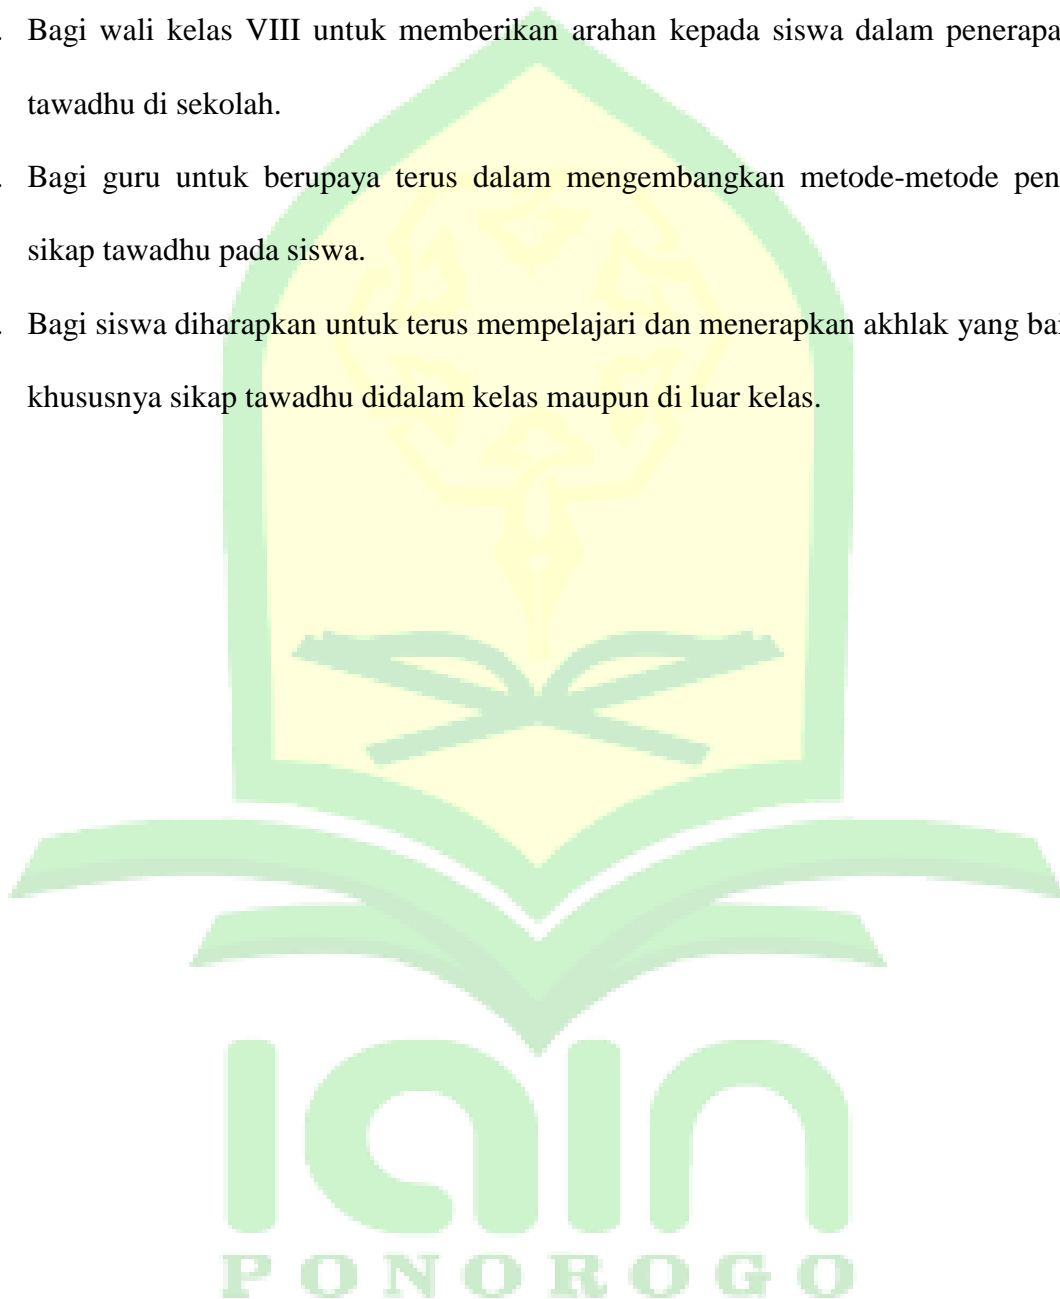 . Bagi wali kelas VIII untuk memberikan arahan kepada siswa dalam penerapa
tawadhu di sekolah.
. Bagi guru untuk berupaya terus dalam mengembangkan metode-metode pen
sikap tawadhu pada siswa.
. Bagi siswa diharapkan untuk terus mempelajari dan menerapkan akhlak yang bai
khususnya sikap tawadhu didalam kelas maupun di luar kelas.
iain
PONOROGO